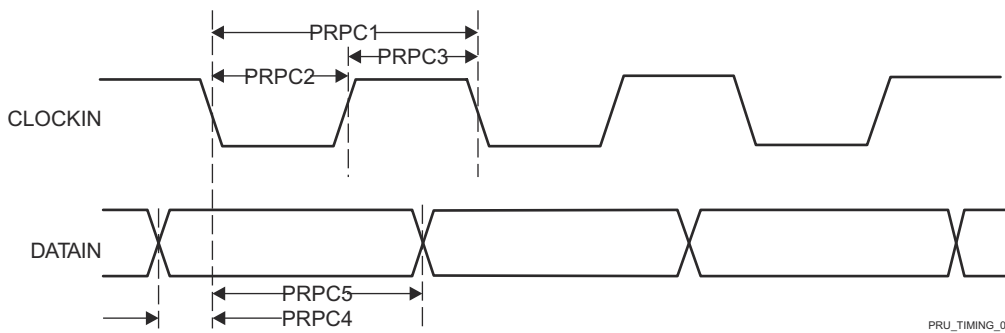 PRPC1
PRPC3
PRPC2
CLOCKIN
DATAIN
PRPC5
PRPC4
PRU_TIMING_0